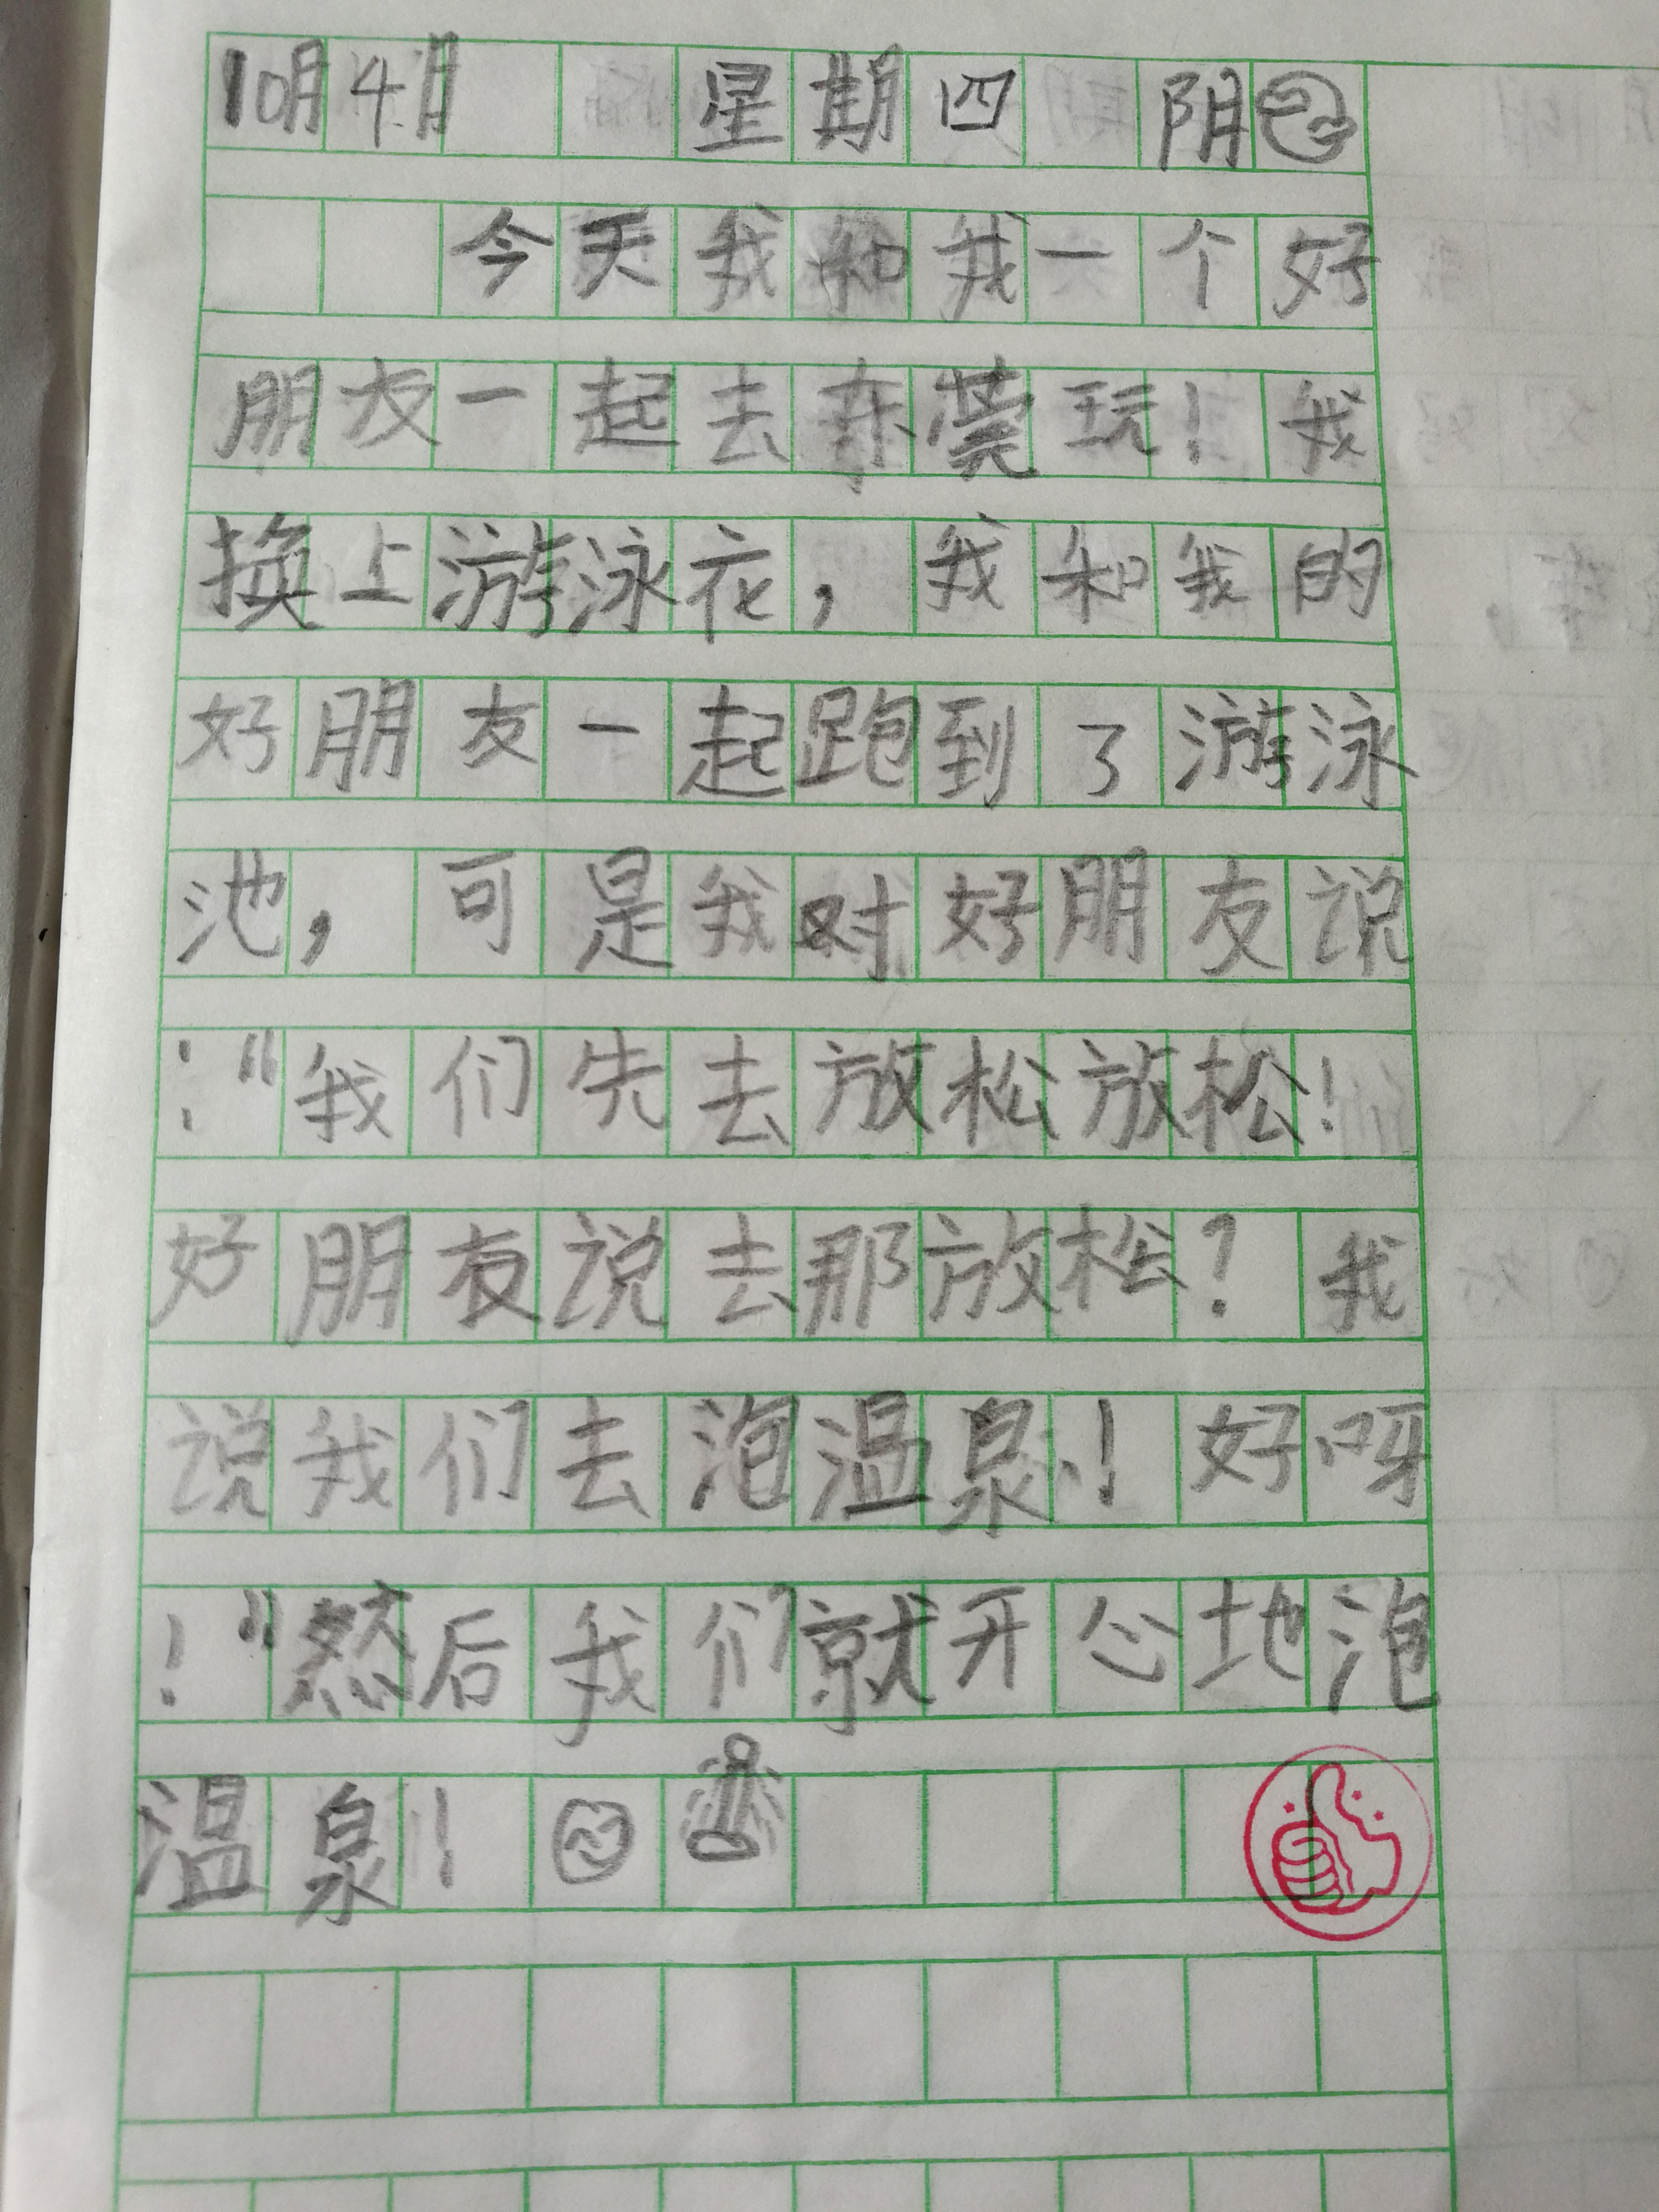 10月4月 星期四 阴
今天我和我一个好
朋友一起去东莞玩！我
换上游泳衣，我和我的
好朋友一起跑到了游泳
池，可是我对好朋友说
：“我们先去放松放松！
好朋友说去那放松？我
说我们去泡温泉！好呀
！”然后我们就开心地泡
温泉！